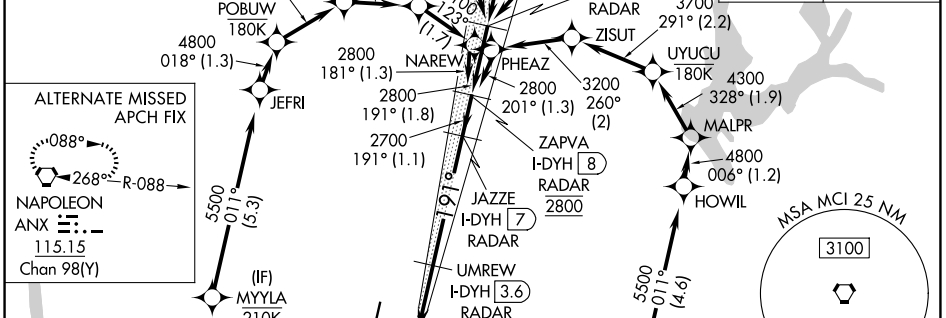 POBUW
180K
4800
018° (1.3)
JEFRI
5500
011°
(5.3)
(IF)
MYYLA
210K
ALTERNATE MISSED
APCH FIX
088°
268°
R-088
NAPOLEON
ANX
115.15
Chan 98(Y)
123°
(1.7)
2800
181° (1.3)
NAREW
2800
191° (1.8)
2700
191° (1.1)
191°
PHEAZ
2800
201° (1.3)
RADAR
ZISUT
3700
291° (2.2)
UYUCU
180K
3200
260°
(2)
4300
328° (1.9)
MALPR
4800
006° (1.2)
HOWIL
5500
011°
(4.6)
ZAPVA
I-DYH 8
RADAR
2800
JAZZE
I-DYH 7
RADAR
UMREW
I-DYH 3.6
RADAR
MSA MCI 25 NM
3100